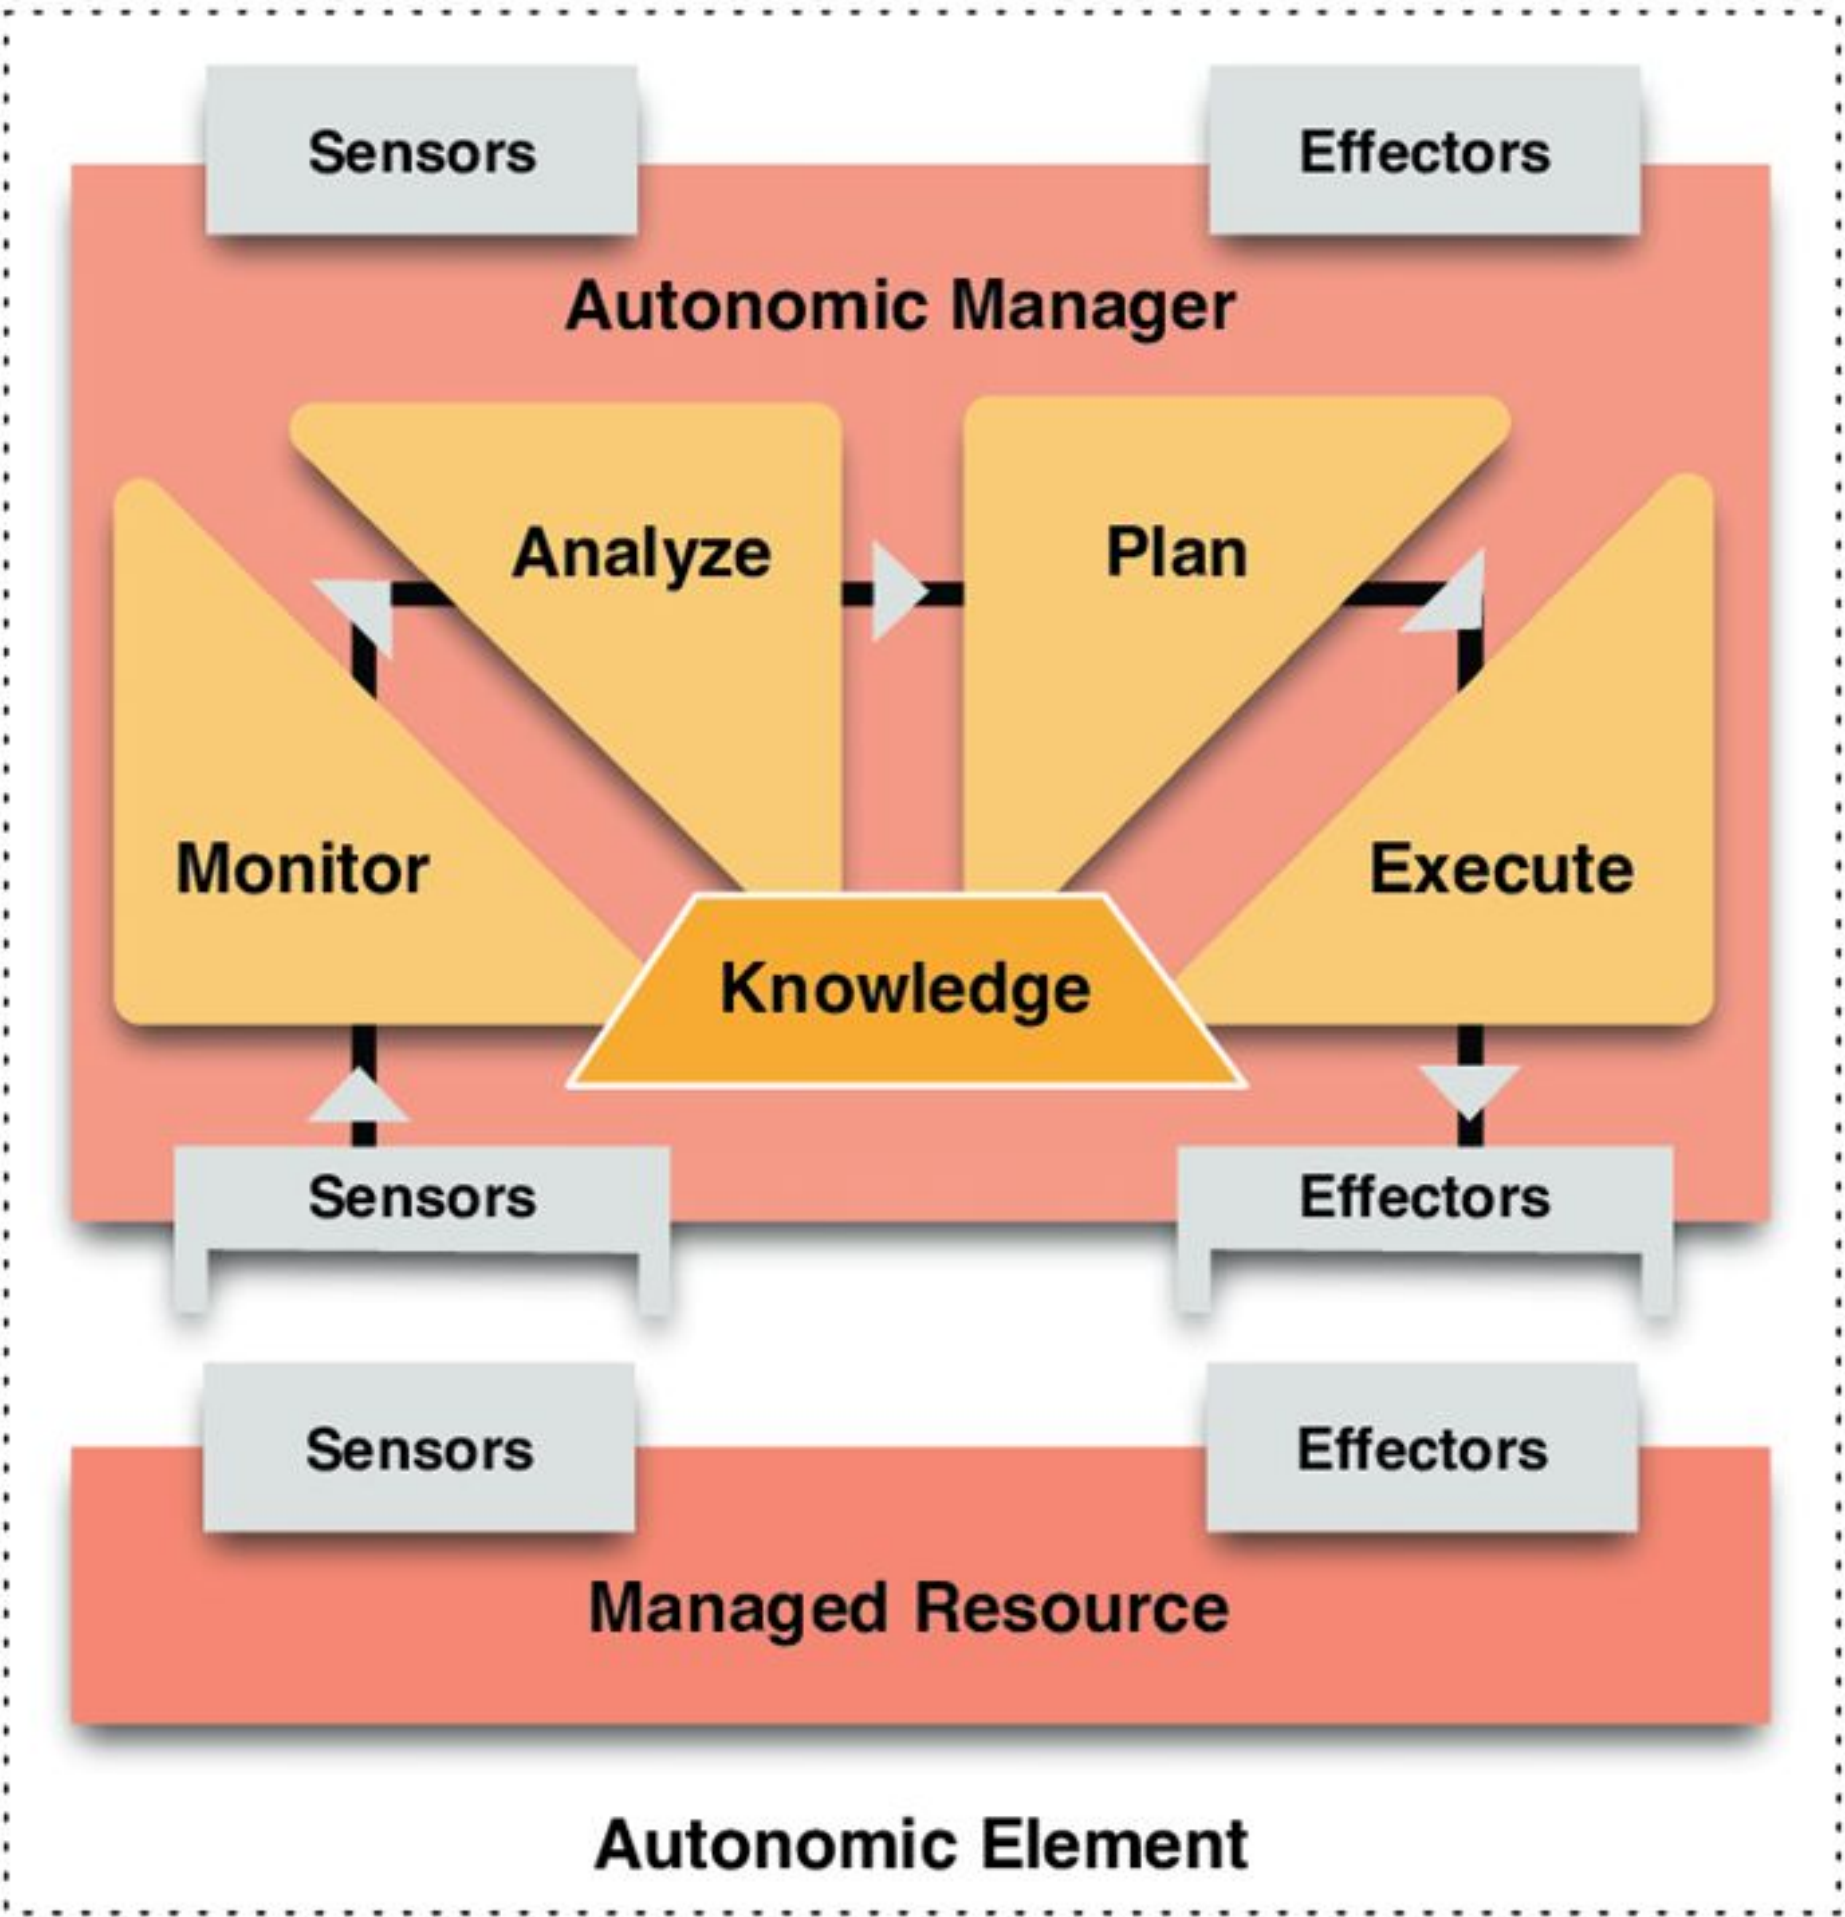 Sensors
Effectors
Autonomic Manager
Analyze
Plan
Monitor
Execute
Knowledge
Sensors
Effectors
Sensors
Effectors
Managed Resource
Autonomic Element